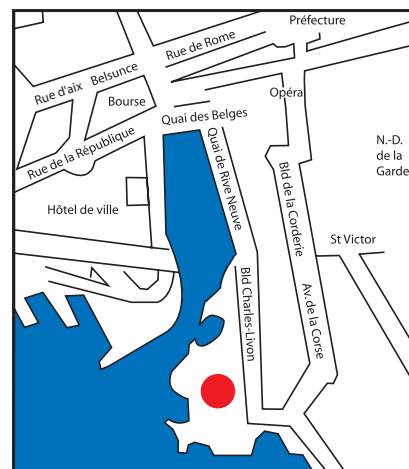 Préfecture
Rue de Rome
Rue d'aix
Belsunce
Bourse
Opéra
Quai des Belges
Rue de la République
Quai de Rive Neuve
N.-D.
de la
Garde
Bld de la Corderie
Hôtel de ville
St Victor
Bld Charles-Livon
Av. de la Corse